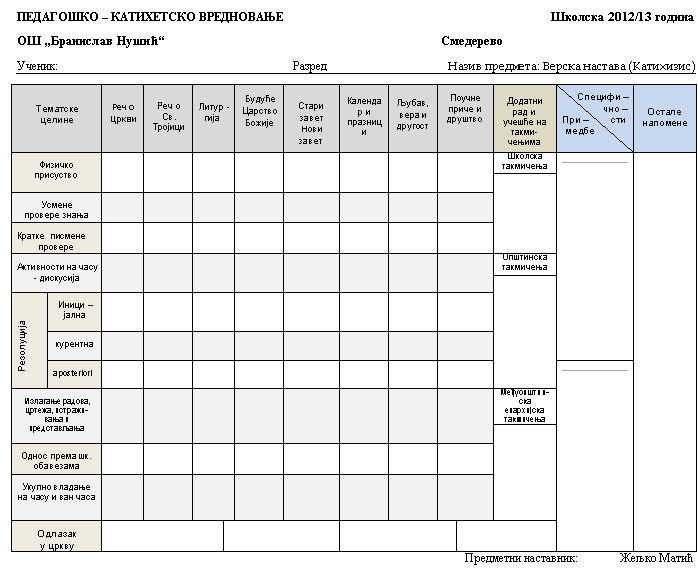 ПЕДАГОШКО – КАТИХЕТСКО ВРЕДНОВАЊЕ Школска 2012/13 година
ОШ „Бранислав Нушић“ Смедерево
Ученик: Разред Назив предмета: Верска настава (Катихизис)
Тематске
целине
Реч о
Цркви
Реч о
Св.
Тројици
Литур -
гија
Будуће
Царство
Божије
Стари
завет
Нови
завет
Календа
р и
празниц
и
Љубав,
вера и
другост
Поучне
приче и
друштво
Додатни
рад и
учешће на
такми-
чењима
Специфи –
чно –
сти
При –
медбе
Остале
напомене
Физичко
присуство
Школска
такмичења
Усмене
провере знања
Кратке писмене
провере
Активности на часу
- дискусија
Општинска
такмичења
Резолуција
Иници –
јална
курентна
aposteriori
Излагање радова,
цртежа, истражи-
вања и
представљања
Међуопштин-
ска
епархијска
такмичења
Однос према шк.
обавезама
Укупно владање
на часу и ван часа
Одлазак
у цркву
Предметни наставник: Жељко Матић